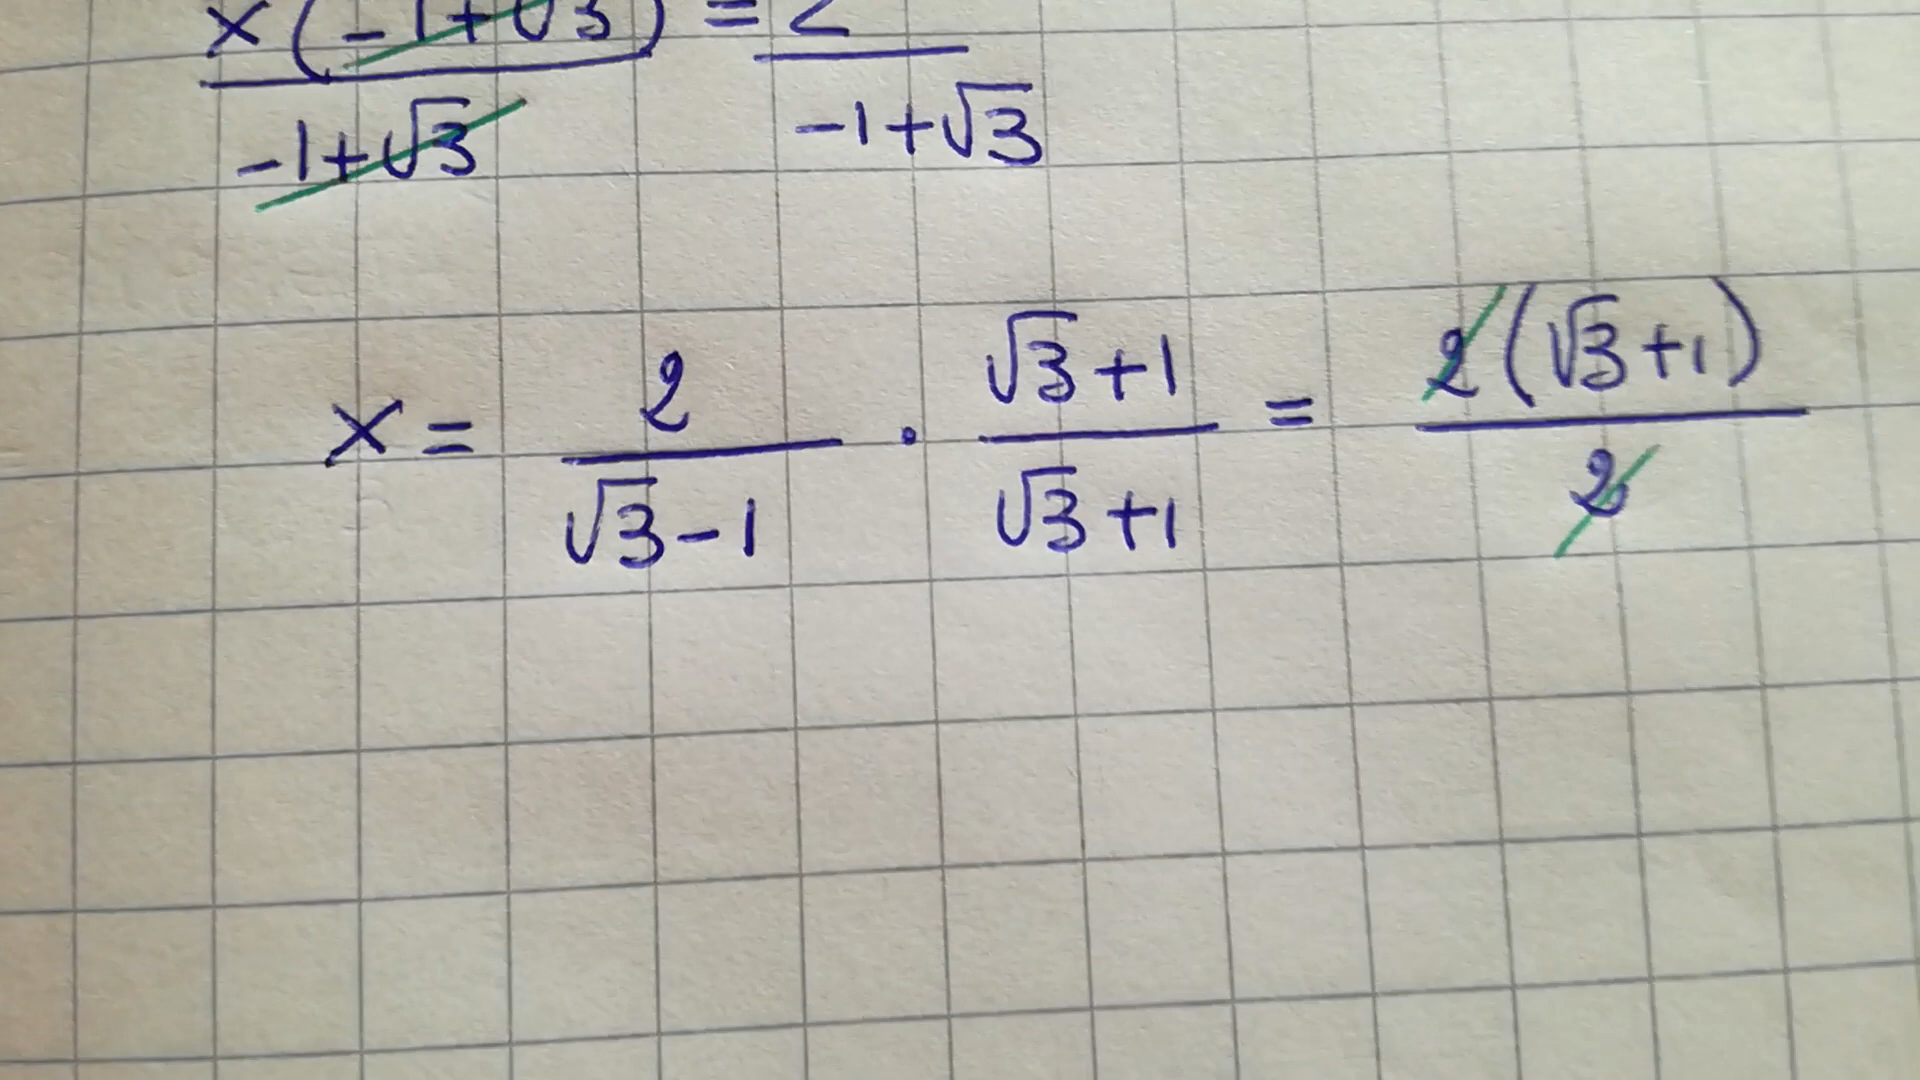 x(-1+√3) = 2
-1+√3 -1+√3
x = 2 · √3+1 = 2(√3+1)
√3-1 √3+1 2